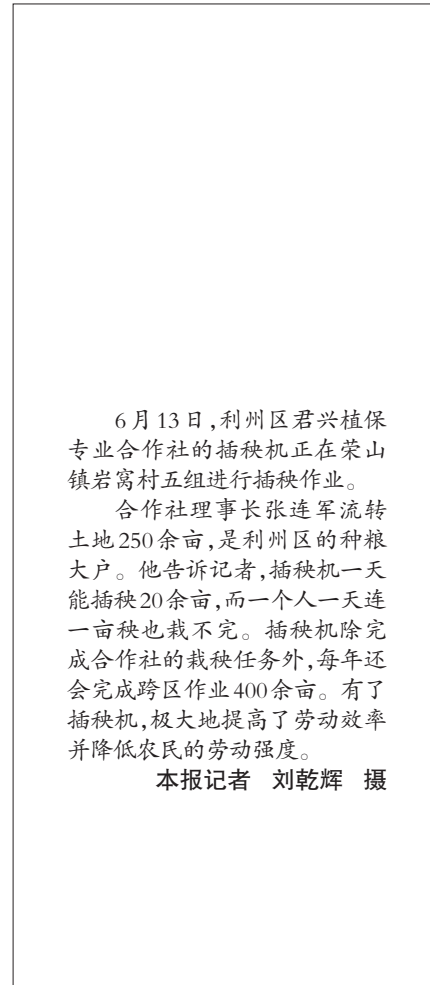 6月13日，利州区君兴植保
专业合作社的插秧机正在荣山
镇岩窝村五组进行插秧作业。
合作社理事长张连军流转
土地250余亩，是利州区的种粮
大户。他告诉记者，插秧机一天
能插秧20余亩，而一个人一天连
一亩秧也栽不完。插秧机除完
成合作社的栽秧任务外，每年还
会完成跨区作业400余亩。有了
插秧机，极大地提高了劳动效率
并降低农民的劳动强度。
本报记者　刘乾辉　摄